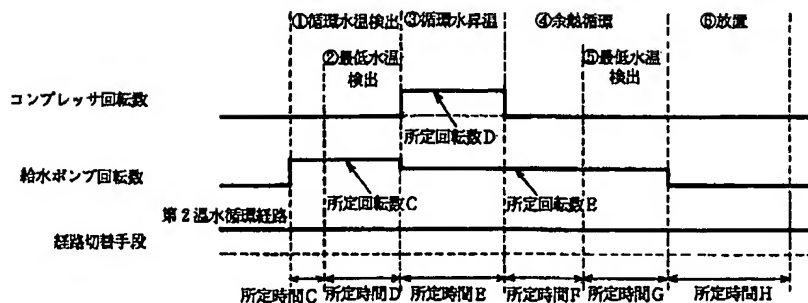 ①循環水温検出 ③循環水昇温 ④余熱循環 ⑥放置
②最低水温検出
⑤最低水温検出
コンプレッサ回転数
所定回転数D
給水ポンプ回転数
所定回転数C
所定回転数E
第2温水循環経路
経路切替手段
所定時間C 所定時間D 所定時間E 所定時間F 所定時間G 所定時間H